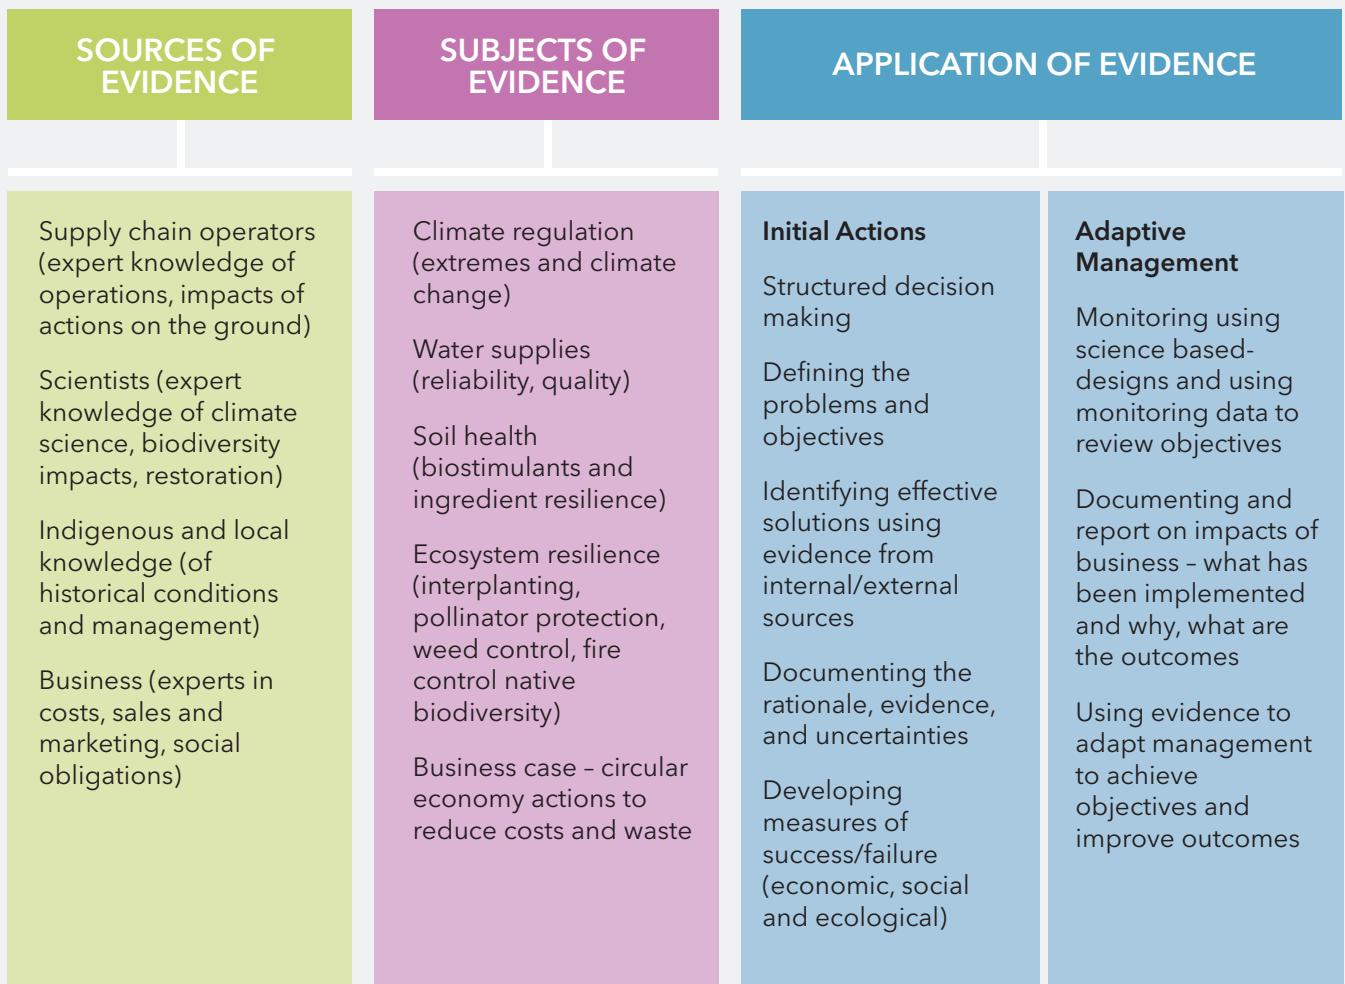 SOURCES OF
EVIDENCE
Supply chain operators
(expert knowledge of
operations, impacts of
actions on the ground)
Scientists (expert
knowledge of climate
science, biodiversity
impacts, restoration)
Indigenous and local
knowledge (of
historical conditions
and management)
Business (experts in
costs, sales and
marketing, social
obligations)
SUBJECTS OF
EVIDENCE
Climate regulation
(extremes and climate
change)
Water supplies
(reliability, quality)
Soil health
(biostimulants and
ingredient resilience)
Ecosystem resilience
(interplanting,
pollinator protection,
weed control, fire
control native
biodiversity)
Business case – circular
economy actions to
reduce costs and waste
APPLICATION OF EVIDENCE
Initial Actions
Structured decision
making
Defining the
problems and
objectives
Identifying effective
solutions using
evidence from
internal/external
sources
Documenting the
rationale, evidence,
and uncertainties
Developing
measures of
success/failure
(economic, social
and ecological)
Adaptive
Management
Monitoring using
science based-
designs and using
monitoring data to
review objectives
Documenting and
report on impacts of
business – what has
been implemented
and why, what are
the outcomes
Using evidence to
adapt management
to achieve
objectives and
improve outcomes